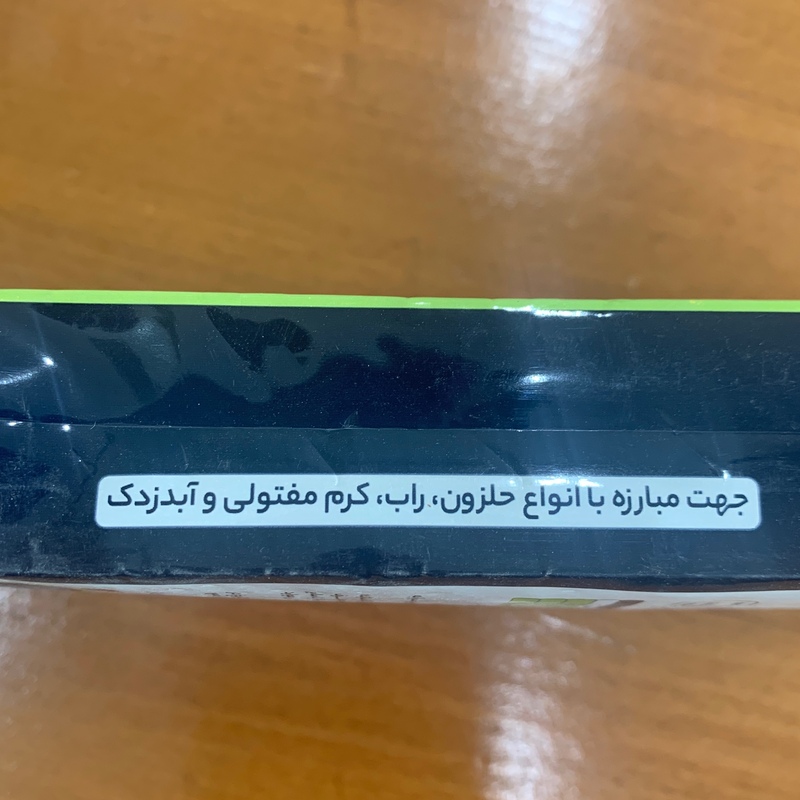 جهت مبارزه با انواع حلزون، راب، کرم مفتولی و آبدزدک